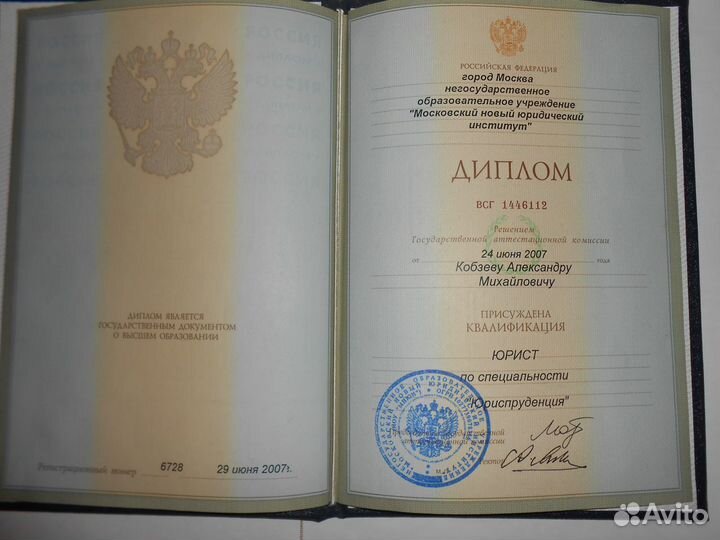 ДИПЛОМ ЯВЛЯЕТСЯ
ГОСУДАРСТВЕННЫМ ДОКУМЕНТОМ
О ВЫСШЕМ ОБРАЗОВАНИИ
Регистрационный номер 6728 29 июня 2007г.
РОССИЙСКАЯ ФЕДЕРАЦИЯ
город Москва
негосударственное
образовательное учреждение
"Московский новый юридический
институт"
ДИПЛОМ
ВСГ 1446112
Решением
Государственной аттестационной комиссии
от 24 июня 2007 года
Кобзеву Александру
Михайловичу
ПРИСУЖДЕНА
КВАЛИФИКАЦИЯ
ЮРИСТ
по специальности
"Юриспруденция"
Avito